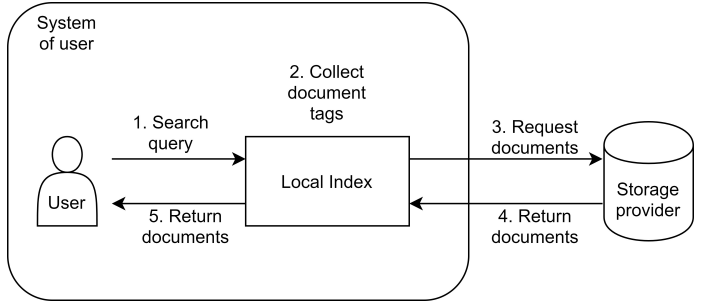 System
of user
2. Collect
document
tags
1. Search
query
3. Request
documents
User
Local Index
Storage
provider
5. Return
documents
4. Return
documents